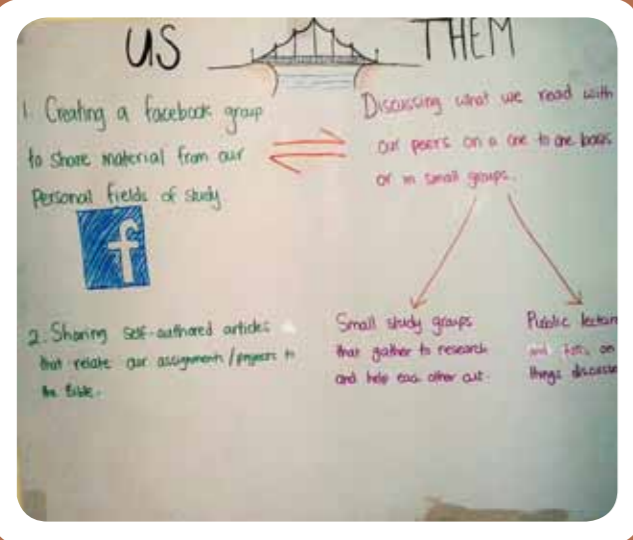 US THEM
1. Creating a facebook group
to share material from our
Personal fields of study.
f
2. Sharing self-authored articles
that relate our assignments/projects to
the Bible.
Discussing what we read with
our peers on a one to one basis
or in small groups.
Small study groups
that gather to research
and help each other out.
Public
and on
things